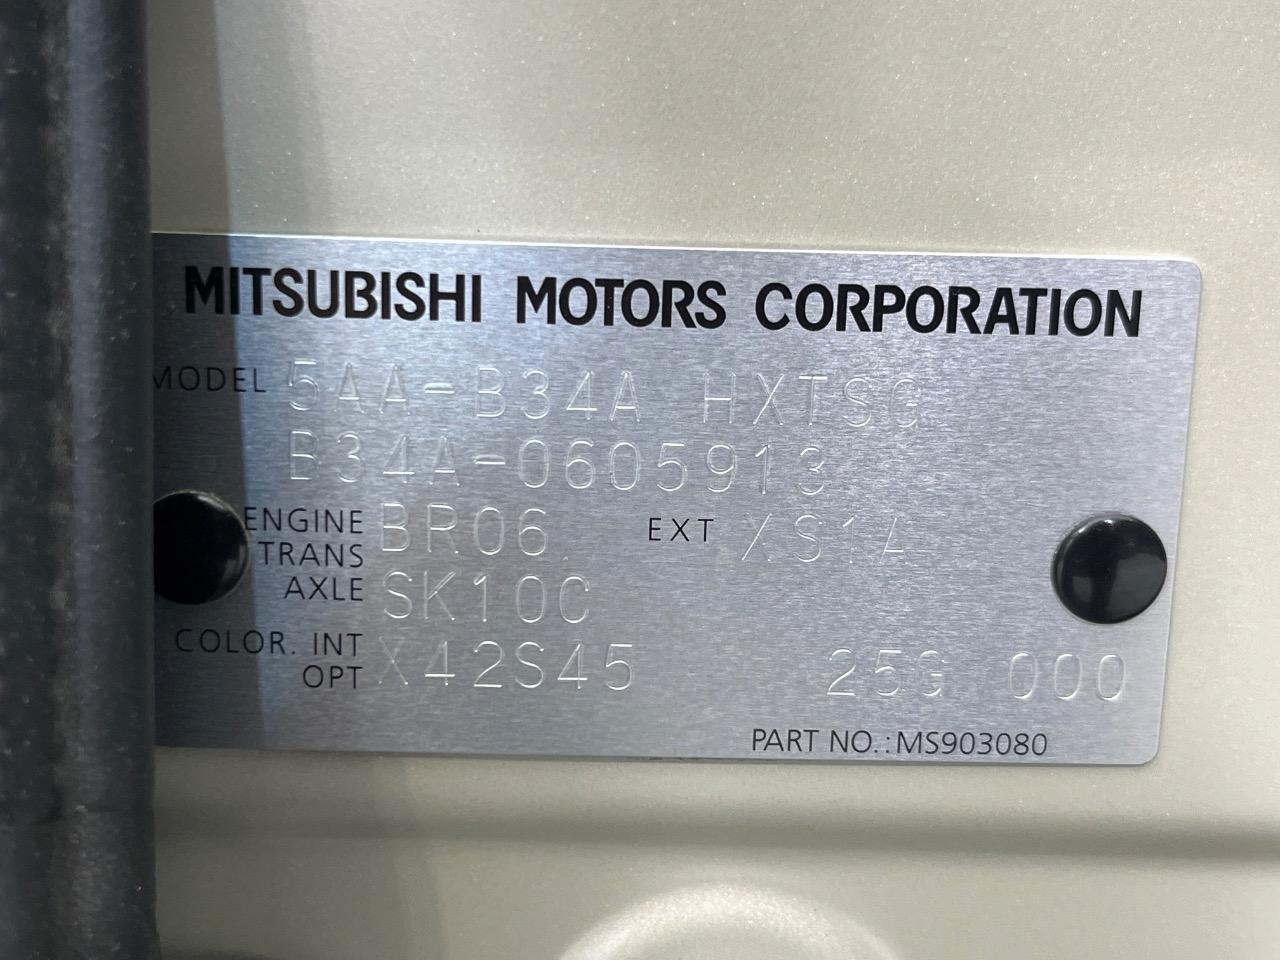 MITSUBISHI MOTORS CORPORATION
MODEL 5AA-B34A HXTSG
B34A-0605913
ENGINE BR06 EXT XS1A
TRANS
AXLE SK10C
COLOR. INT
OPT X42S45 25G 000
PART NO.: MS903080